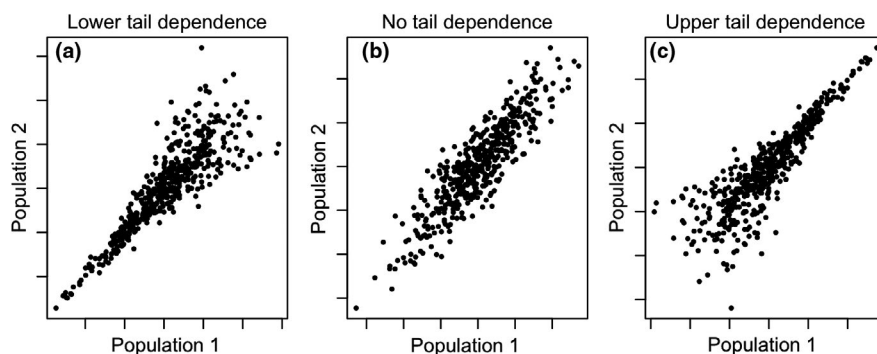 Lower tail dependence
No tail dependence
Upper tail dependence
(a)
(b)
(c)
Population 2
Population 2
Population 2
Population 1
Population 1
Population 1